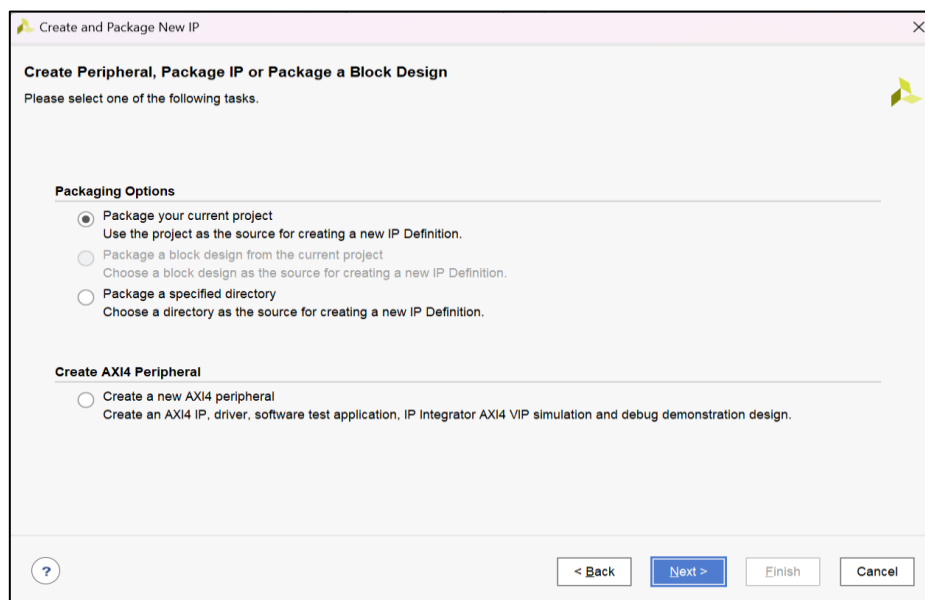 Create and Package New IP
Create Peripheral, Package IP or Package a Block Design
Please select one of the following tasks.
Packaging Options
Package your current project
Use the project as the source for creating a new IP Definition.
Package a block design from the current project
Choose a block design as the source for creating a new IP Definition.
Package a specified directory
Choose a directory as the source for creating a new IP Definition.
Create AXI4 Peripheral
Create a new AXI4 peripheral
Create an AXI4 IP, driver, software test application, IP Integrator AXI4 VIP simulation and debug demonstration design.
? < Back Next > Finish Cancel